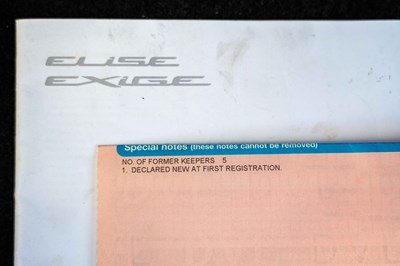 ELISE
EXIGE
Special notes (these notes cannot be removed)
NO. OF FORMER KEEPERS 5
1. DECLARED NEW AT FIRST REGISTRATION.